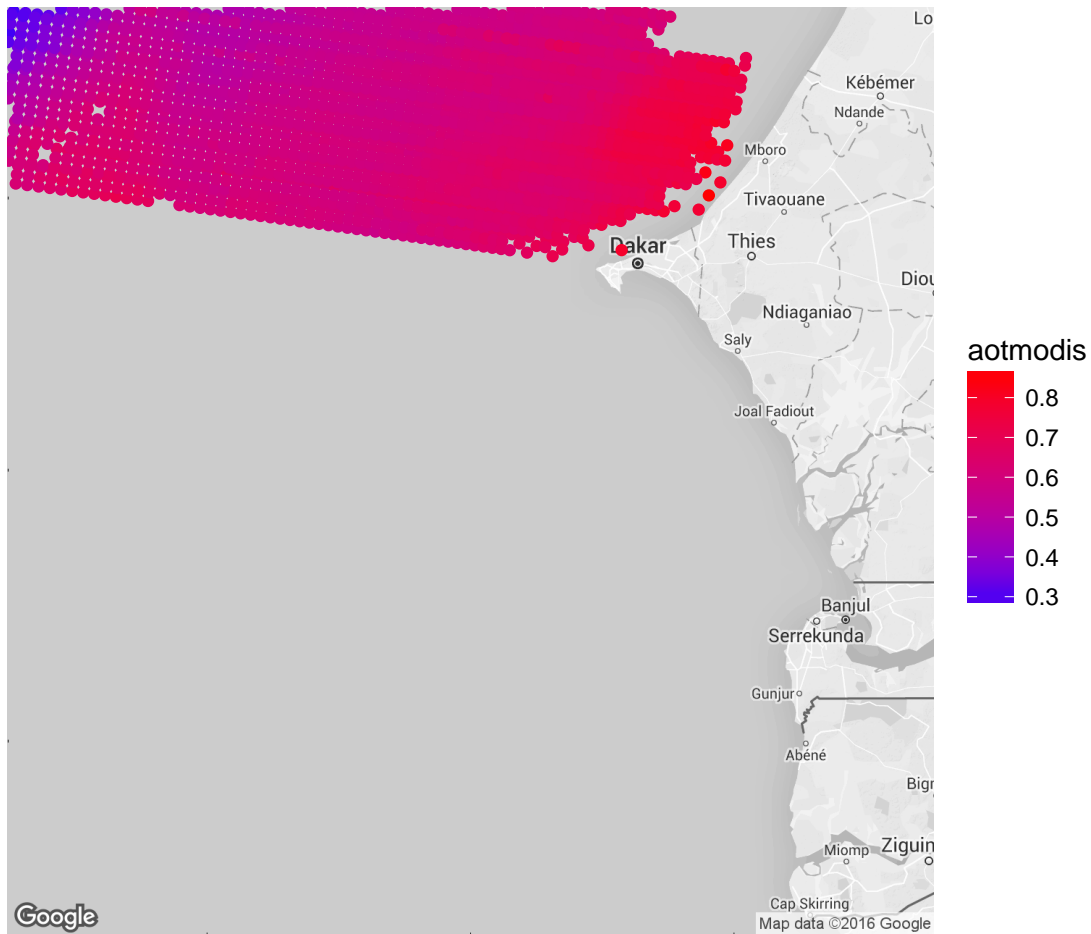 Lo
Kébémer
Ndande
Mboro
Tivaouane
Dakar
Thies
Diou
Ndiaganiao
Saly
Joal Fadiout
Banjul
Serrekunda
Gunjur
Abéné
Bigr
Miomp
Ziguin
Cap Skirring
Google
Map data ©2016 Google
aotmodis
0.8
0.7
0.6
0.5
0.4
0.3